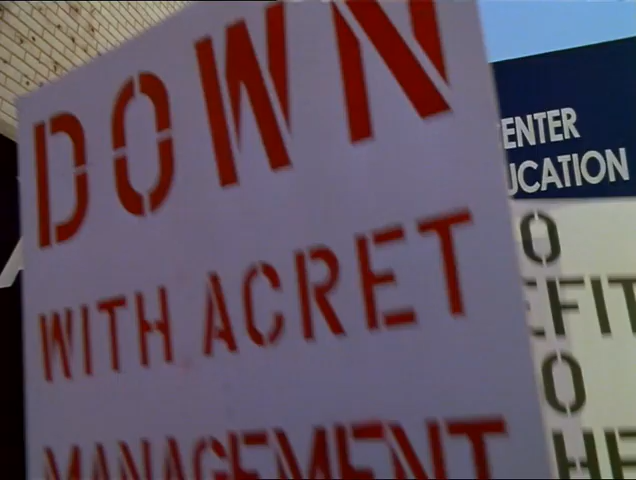 DOWN
WITH ACRET
MANAGEMENT
ENTER
UCATION
O
EFIT
O
HE